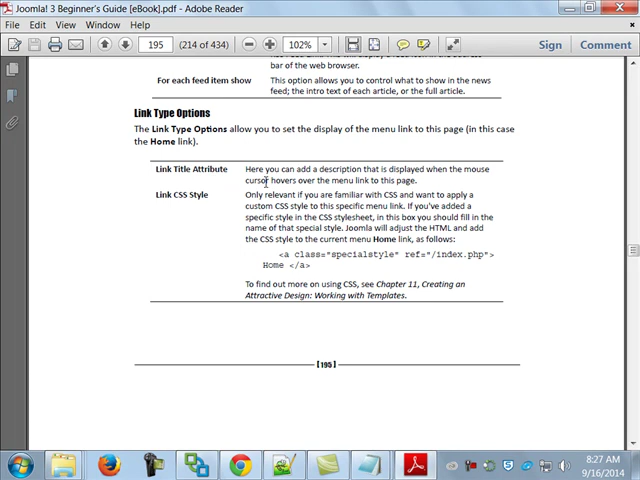 Joomla! 3 Beginner's Guide [eBook].pdf - Adobe Reader
File Edit View Window Help
195 (214 of 434) 102% Sign Comment
bar of the web browser.
For each feed item show This option allows you to control what to show in the news
feed; the intro text of each article, or the full article.
Link Type Options
The Link Type Options allow you to set the display of the menu link to this page (in this case
the Home link).
Link Title Attribute Here you can add a description that is displayed when the mouse
cursor hovers over the menu link to this page.
Link CSS Style Only relevant if you are familiar with CSS and want to apply a
custom CSS style to this specific menu link. If you've added a
specific style in the CSS stylesheet, in this box you should fill in the
name of that special style. Joomla will adjust the HTML and add
the CSS style to the current menu Home link, as follows:
<a class="specialstyle" ref="/index.php">
Home </a>
To find out more on using CSS, see Chapter 11, Creating an
Attractive Design: Working with Templates.
[ 195 ]
8:27 AM
9/16/2014